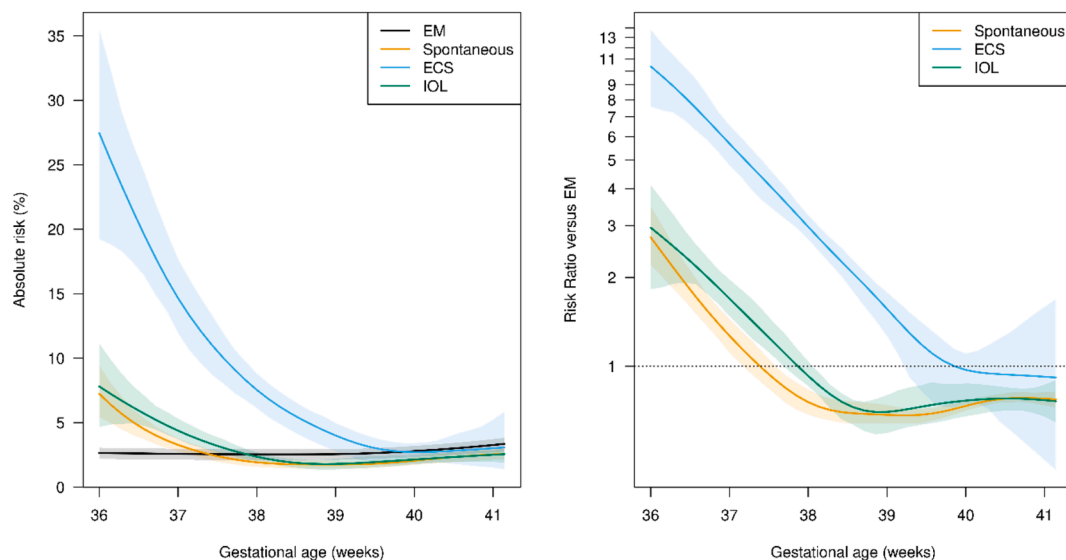 EM
Spontaneous
ECS
IOL
35
30
25
20
15
10
5
0
Absolute risk (%)
36 37 38 39 40 41
Gestational age (weeks)
Spontaneous
ECS
IOL
13
11
9
8
7
6
5
4
3
2
1
Risk Ratio versus EM
36 37 38 39 40 41
Gestational age (weeks)